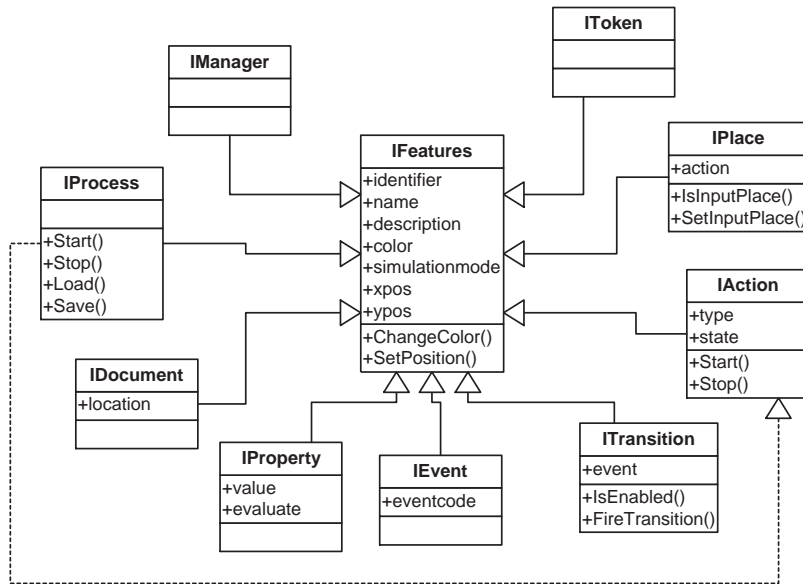 IToken
IManager
IPlace
+action
+IsInputPlace()
+SetInputPlace()
IFeatures
+identifier
+name
+description
+color
+simulationmode
+xpos
+ypos
+ChangeColor()
+SetPosition()
IProcess
+Start()
+Stop()
+Load()
+Save()
IAction
+type
+state
+Start()
+Stop()
IDocument
+location
IProperty
+value
+evaluate
IEvent
+eventcode
ITransition
+event
+IsEnabled()
+FireTransition()